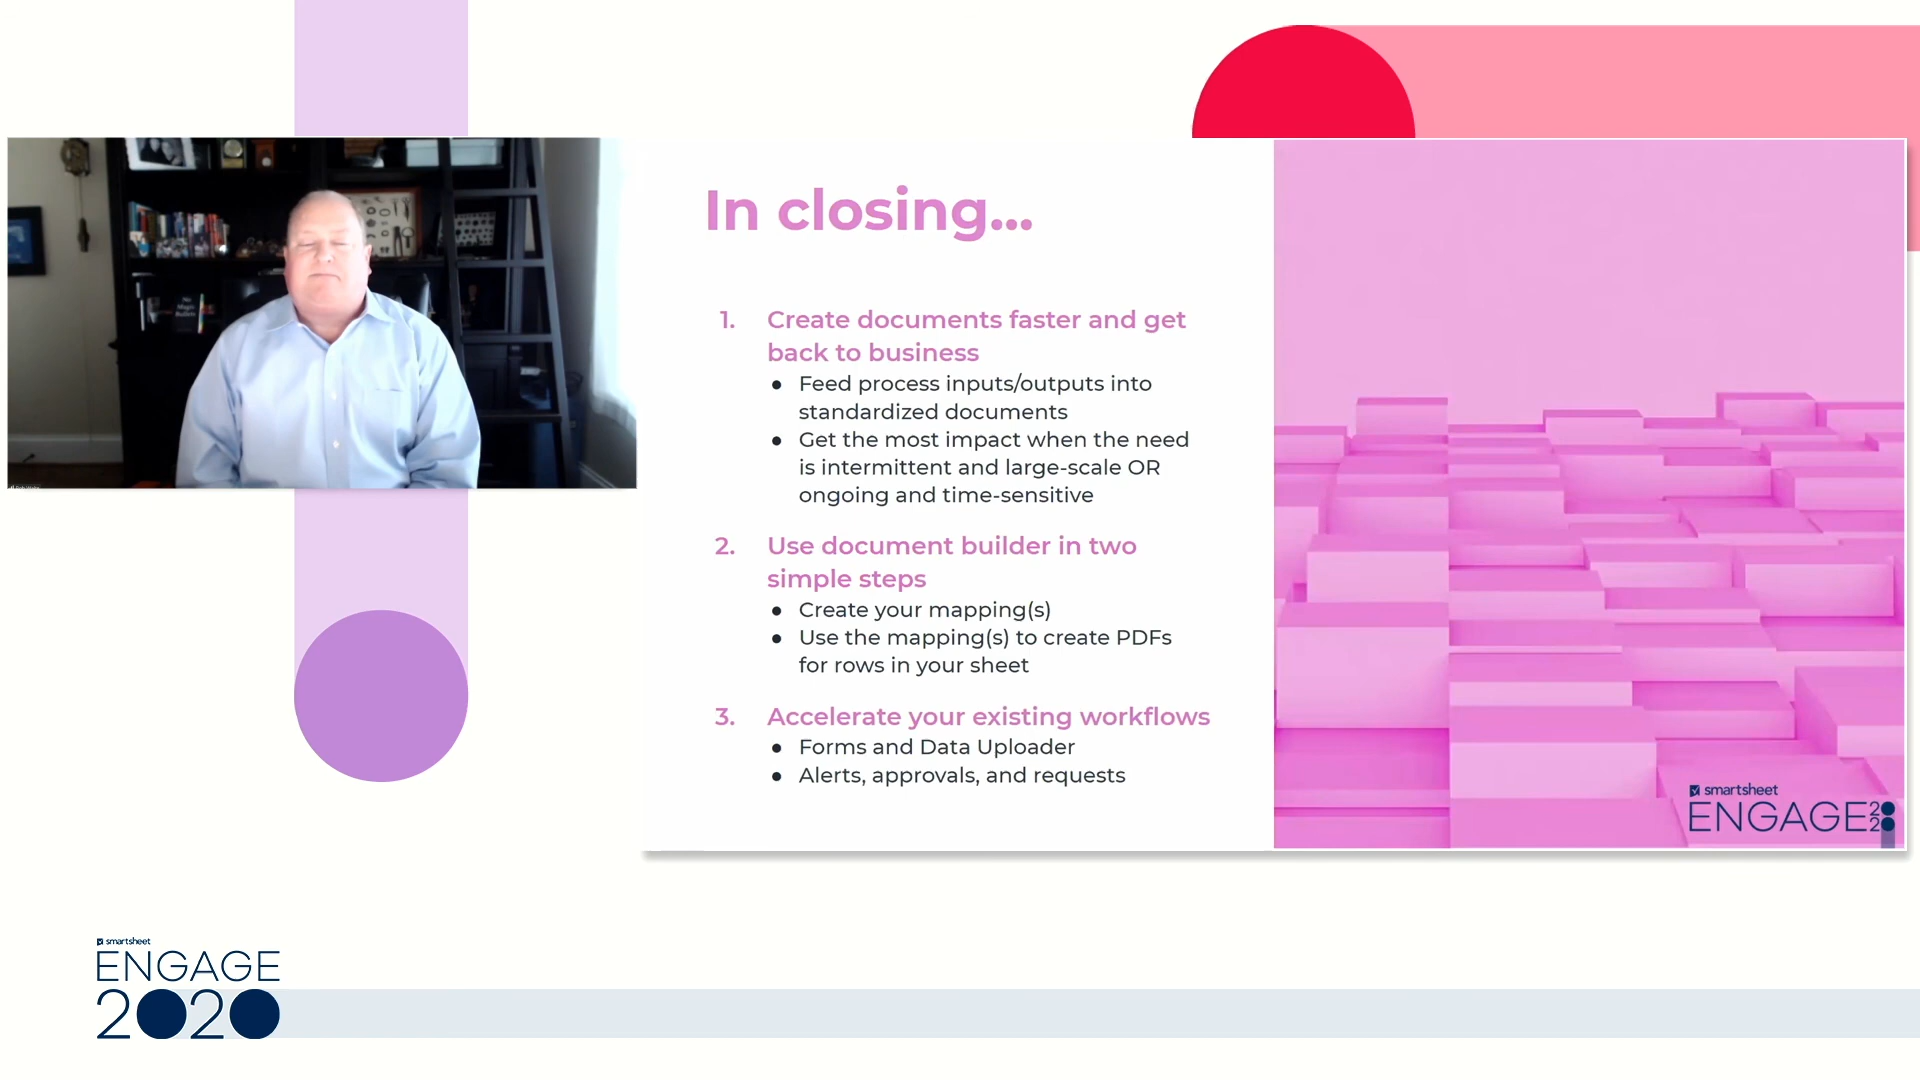 In closing...
1. Create documents faster and get
back to business
● Feed process inputs/outputs into
standardized documents
● Get the most impact when the need
is intermittent and large-scale OR
ongoing and time-sensitive
2. Use document builder in two
simple steps
● Create your mapping(s)
● Use the mapping(s) to create PDFs
for rows in your sheet
3. Accelerate your existing workflows
● Forms and Data Uploader
● Alerts, approvals, and requests
smartsheet
ENGAGE 2020
smartsheet
ENGAGE
2020
No
Magic
Bullets